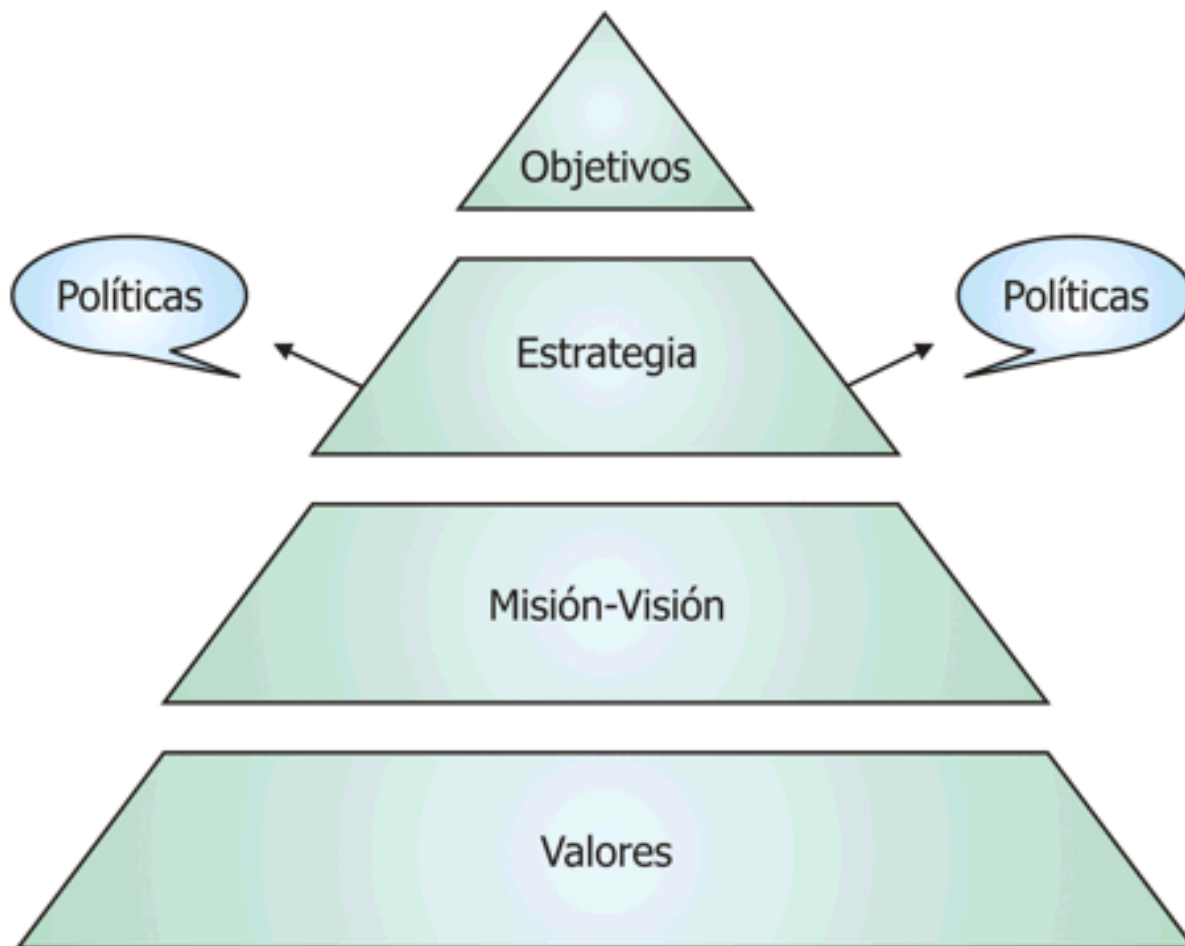 Objetivos
Políticas
Políticas
Estrategia
Misión-Visión
Valores